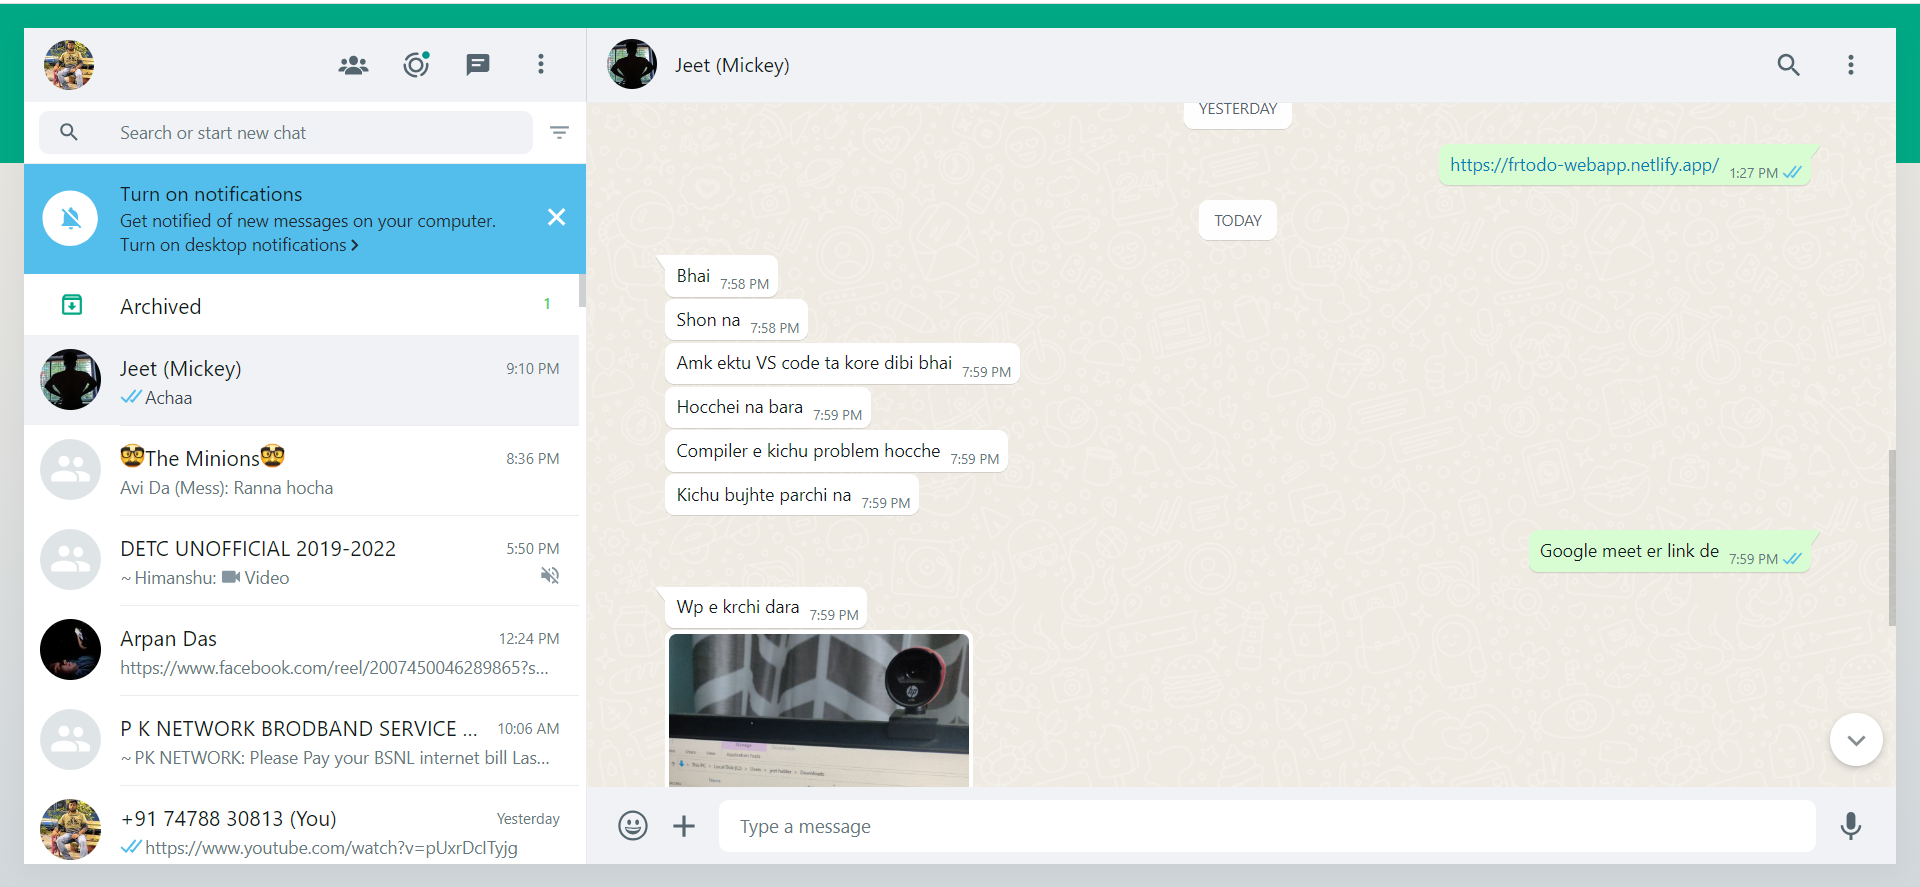 Search or start new chat
Turn on notifications
Get notified of new messages on your computer.
Turn on desktop notifications
Archived
1
Jeet (Mickey)
9:10 PM
Achaa
The Minions
8:36 PM
Avi Da (Mess): Ranna hocha
DETC UNOFFICIAL 2019-2022
5:50 PM
~ Himanshu: Video
Arpan Das
12:24 PM
https://www.facebook.com/reel/2007450046289865?s...
P K NETWORK BRODBAND SERVICE ...
10:06 AM
~ PK NETWORK: Please Pay your BSNL internet bill Las...
+91 74788 30813 (You)
Yesterday
https://www.youtube.com/watch?v=pUxrDcITyjg
Jeet (Mickey)
YESTERDAY
https://frtodo-webapp.netlify.app/ 1:27 PM
TODAY
Bhai 7:58 PM
Shon na 7:58 PM
Amk ektu VS code ta kore dibi bhai 7:59 PM
Hocchei na bara 7:59 PM
Compiler e kichu problem hocche 7:59 PM
Kichu bujhte parchi na 7:59 PM
Google meet er link de 7:59 PM
Wp e krchi dara 7:59 PM
hp
Type a message